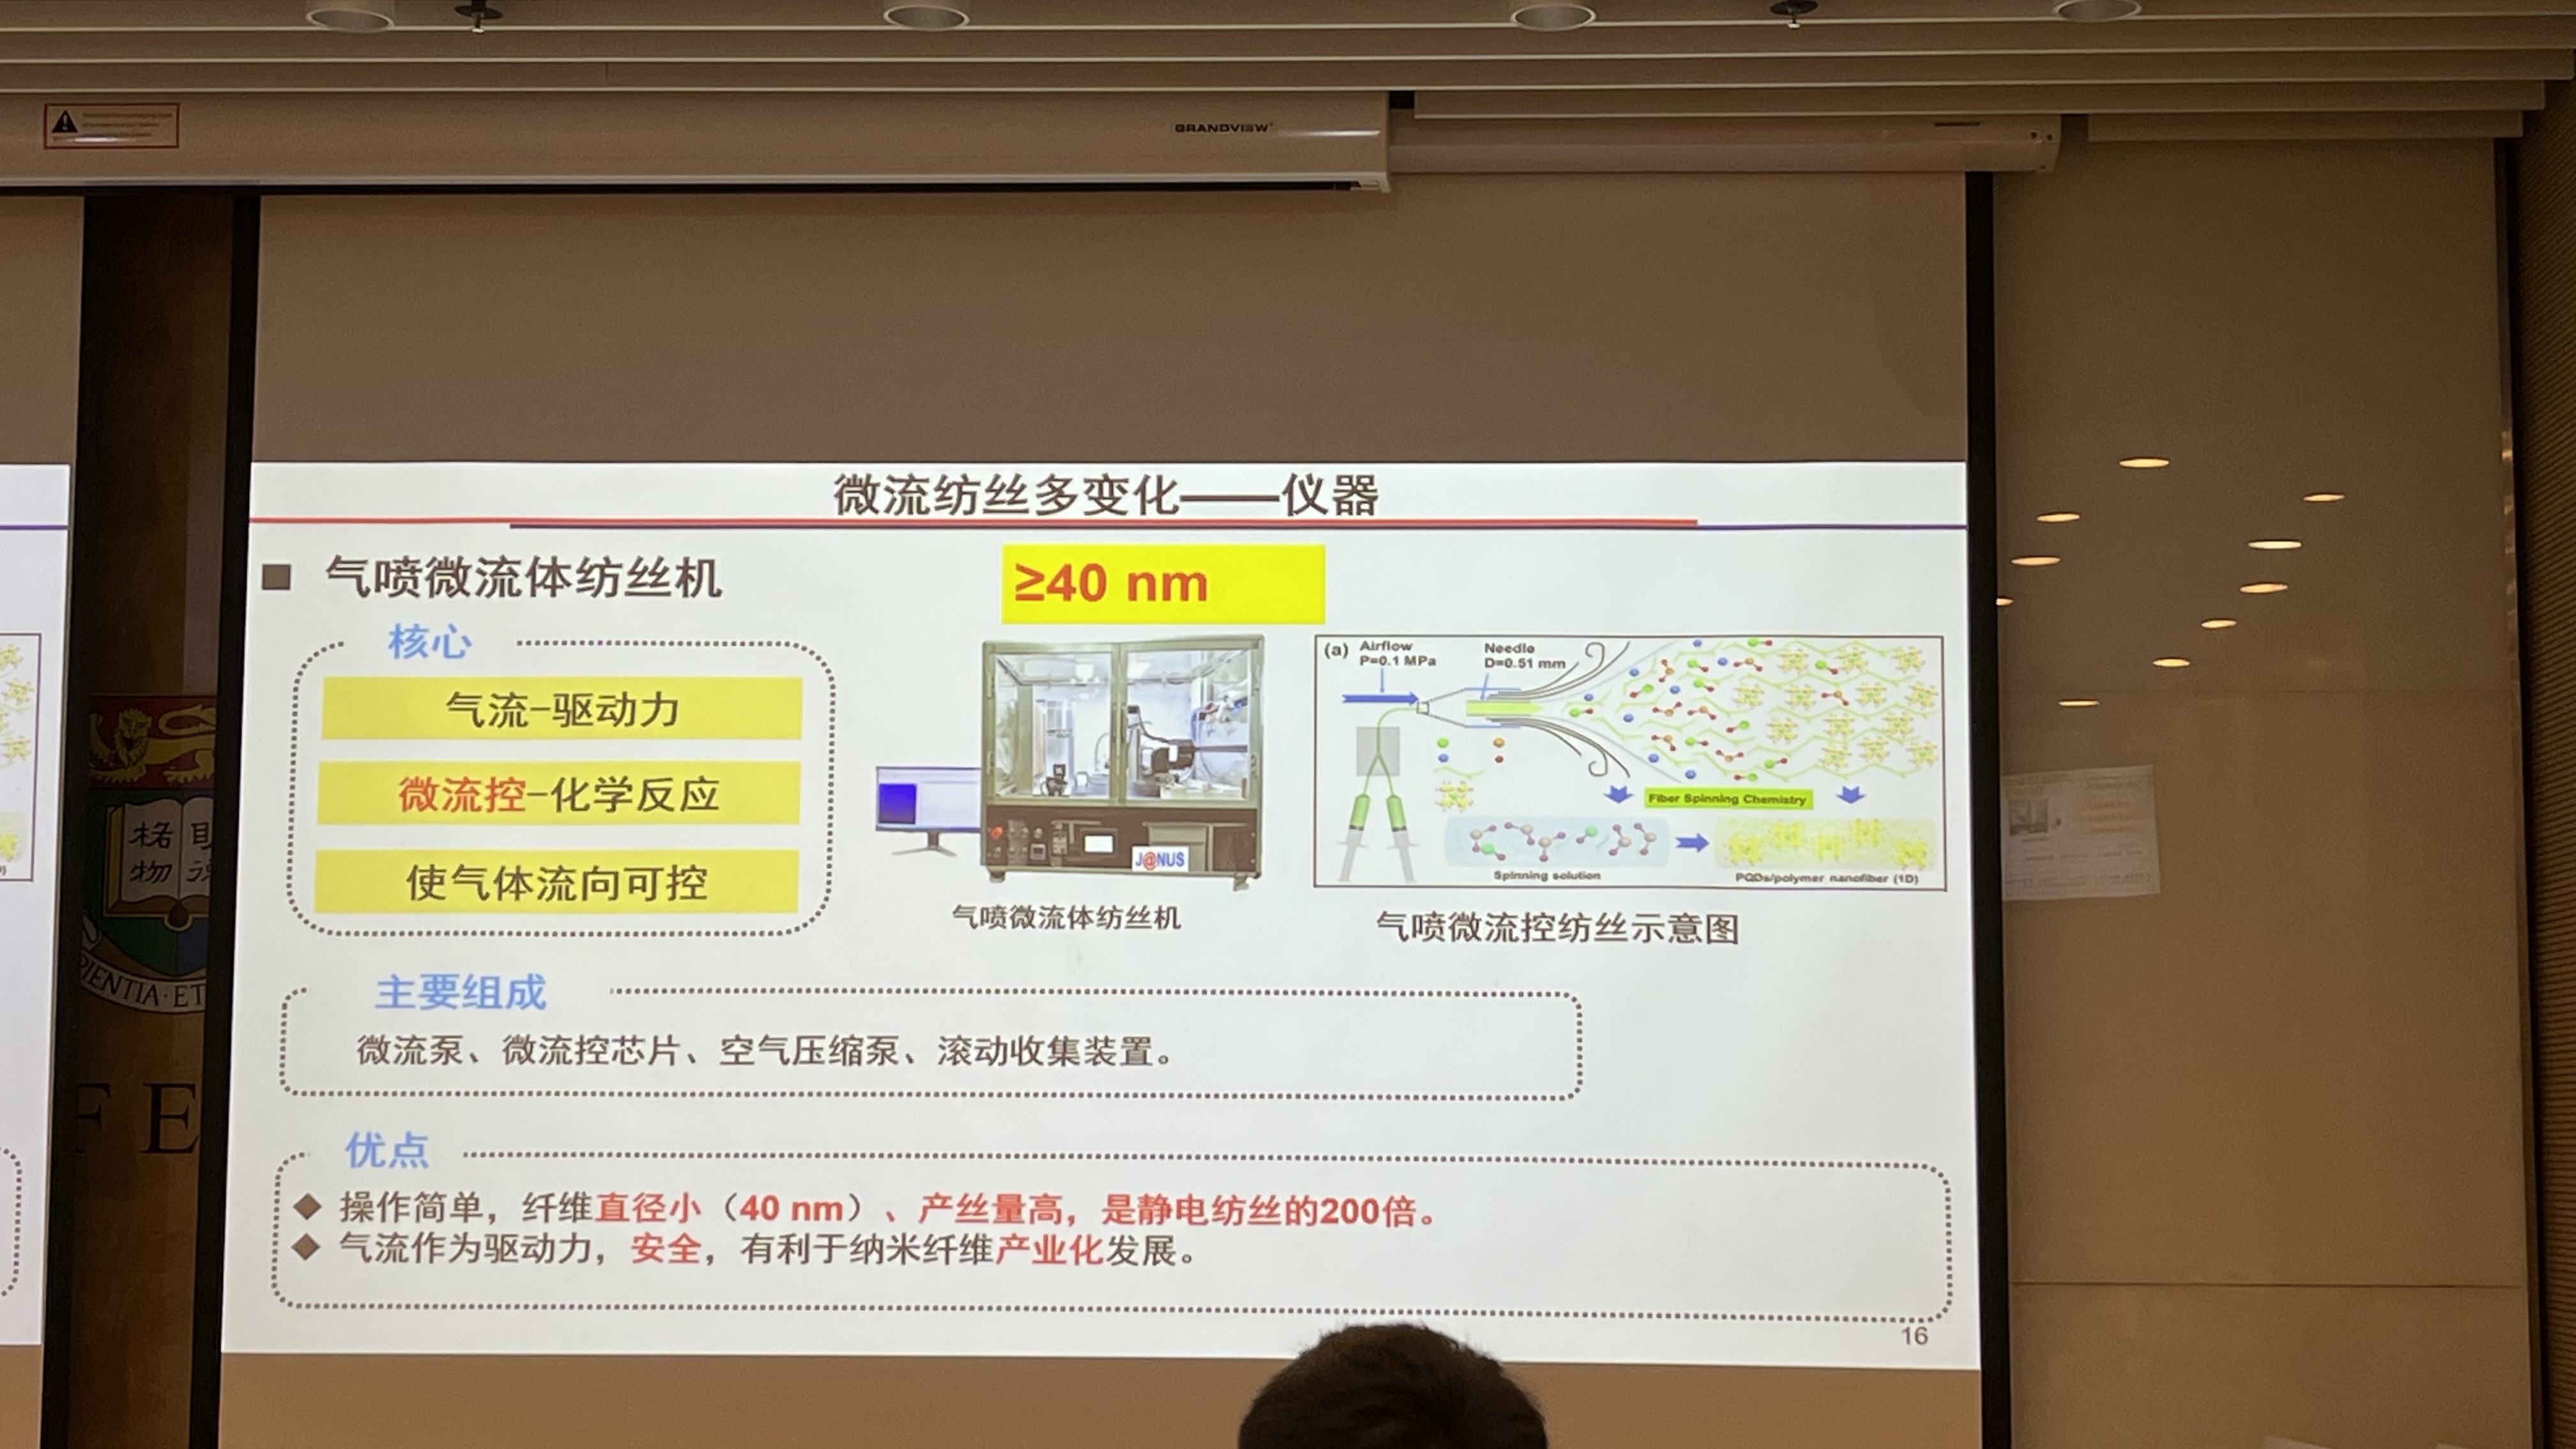 GRANDVIEW
微流纺丝多变化——仪器
气喷微流体纺丝机
≥40 nm
核心
气流-驱动力
微流控-化学反应
使气体流向可控
J@NUS
气喷微流体纺丝机
(a)
Airflow
P=0.1 MPa
Needle
D=0.51 mm
Fiber Spinning Chemistry
Spinning solution
PQDs/polymer nanofiber (1D)
气喷微流控纺丝示意图
主要组成
微流泵、微流控芯片、空气压缩泵、滚动收集装置。
优点
操作简单，纤维直径小（40 nm）、产丝量高，是静电纺丝的200倍。
气流作为驱动力，安全，有利于纳米纤维产业化发展。
16
格
物
PIENTIA·ET
F E